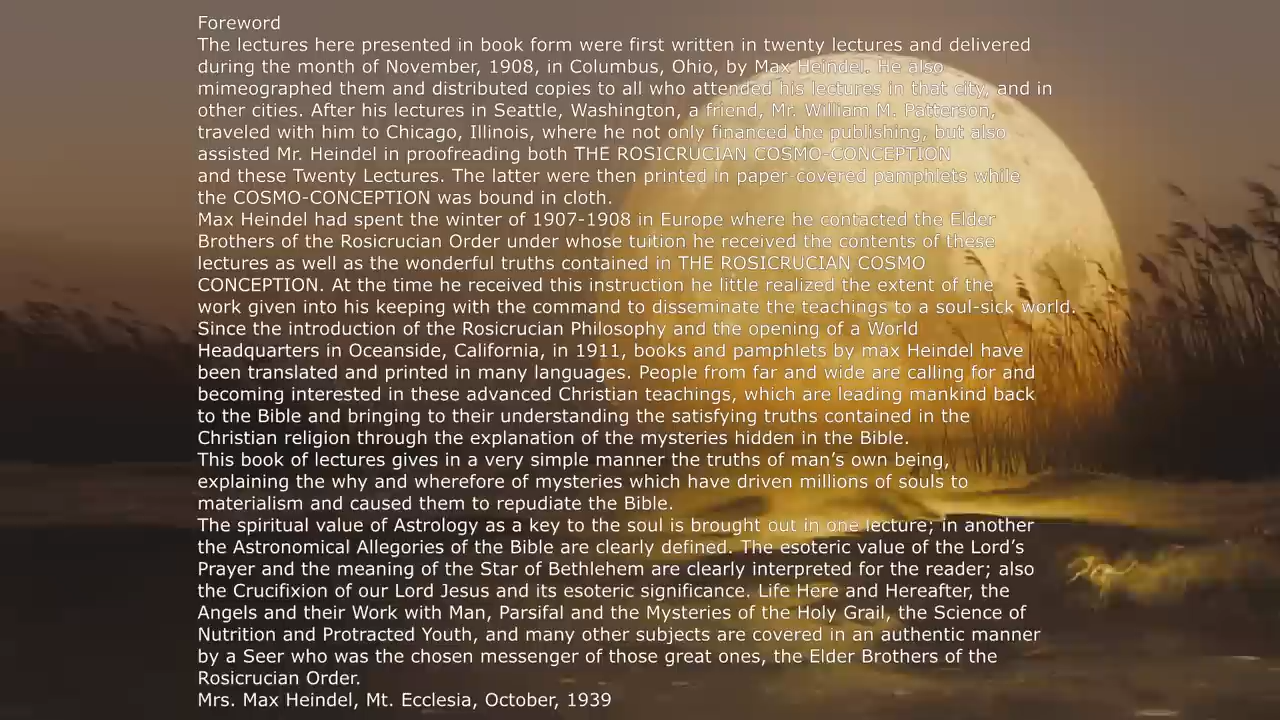 Foreword
The lectures here presented in book form were first written in twenty lectures and delivered
during the month of November, 1908, in Columbus, Ohio, by Max Heindel. He also
mimeographed them and distributed copies to all who attended his lectures in that city, and in
other cities. After his lectures in Seattle, Washington, a friend, Mr. William M. Patterson,
traveled with him to Chicago, Illinois, where he not only financed the publishing, but also
assisted Mr. Heindel in proofreading both THE ROSICRUCIAN COSMO-CONCEPTION
and these Twenty Lectures. The latter were then printed in paper-covered pamphlets while
the COSMO-CONCEPTION was bound in cloth.
Max Heindel had spent the winter of 1907-1908 in Europe where he contacted the Elder
Brothers of the Rosicrucian Order under whose tuition he received the contents of these
lectures as well as the wonderful truths contained in THE ROSICRUCIAN COSMO
CONCEPTION. At the time he received this instruction he little realized the extent of the
work given into his keeping with the command to disseminate the teachings to a soul-sick world.
Since the introduction of the Rosicrucian Philosophy and the opening of a World
Headquarters in Oceanside, California, in 1911, books and pamphlets by max Heindel have
been translated and printed in many languages. People from far and wide are calling for and
becoming interested in these advanced Christian teachings, which are leading mankind back
to the Bible and bringing to their understanding the satisfying truths contained in the
Christian religion through the explanation of the mysteries hidden in the Bible.
This book of lectures gives in a very simple manner the truths of man’s own being,
explaining the why and wherefore of mysteries which have driven millions of souls to
materialism and caused them to repudiate the Bible.
The spiritual value of Astrology as a key to the soul is brought out in one lecture; in another
the Astronomical Allegories of the Bible are clearly defined. The esoteric value of the Lord’s
Prayer and the meaning of the Star of Bethlehem are clearly interpreted for the reader; also
the Crucifixion of our Lord Jesus and its esoteric significance. Life Here and Hereafter, the
Angels and their Work with Man, Parsifal and the Mysteries of the Holy Grail, the Science of
Nutrition and Protracted Youth, and many other subjects are covered in an authentic manner
by a Seer who was the chosen messenger of those great ones, the Elder Brothers of the
Rosicrucian Order.
Mrs. Max Heindel, Mt. Ecclesia, October, 1939